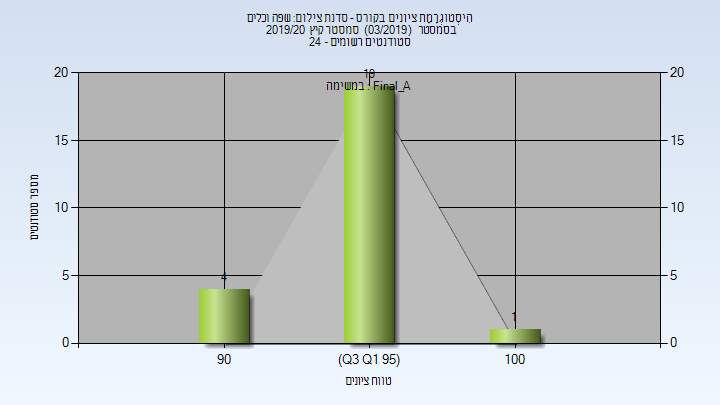 היסטוגרמת ציונים בקורס - סדנת צילום: שפה וכלים
בסמסטר (03/2019) סמסטר קיץ 2019/20
סטודנטים רשומים - 24
במשימה : Final_A
20 20
15 15
10 10
5 5
0 0
19
4
1
מספר סטודנטים
90 (Q3 Q1 95) 100
טווח ציונים